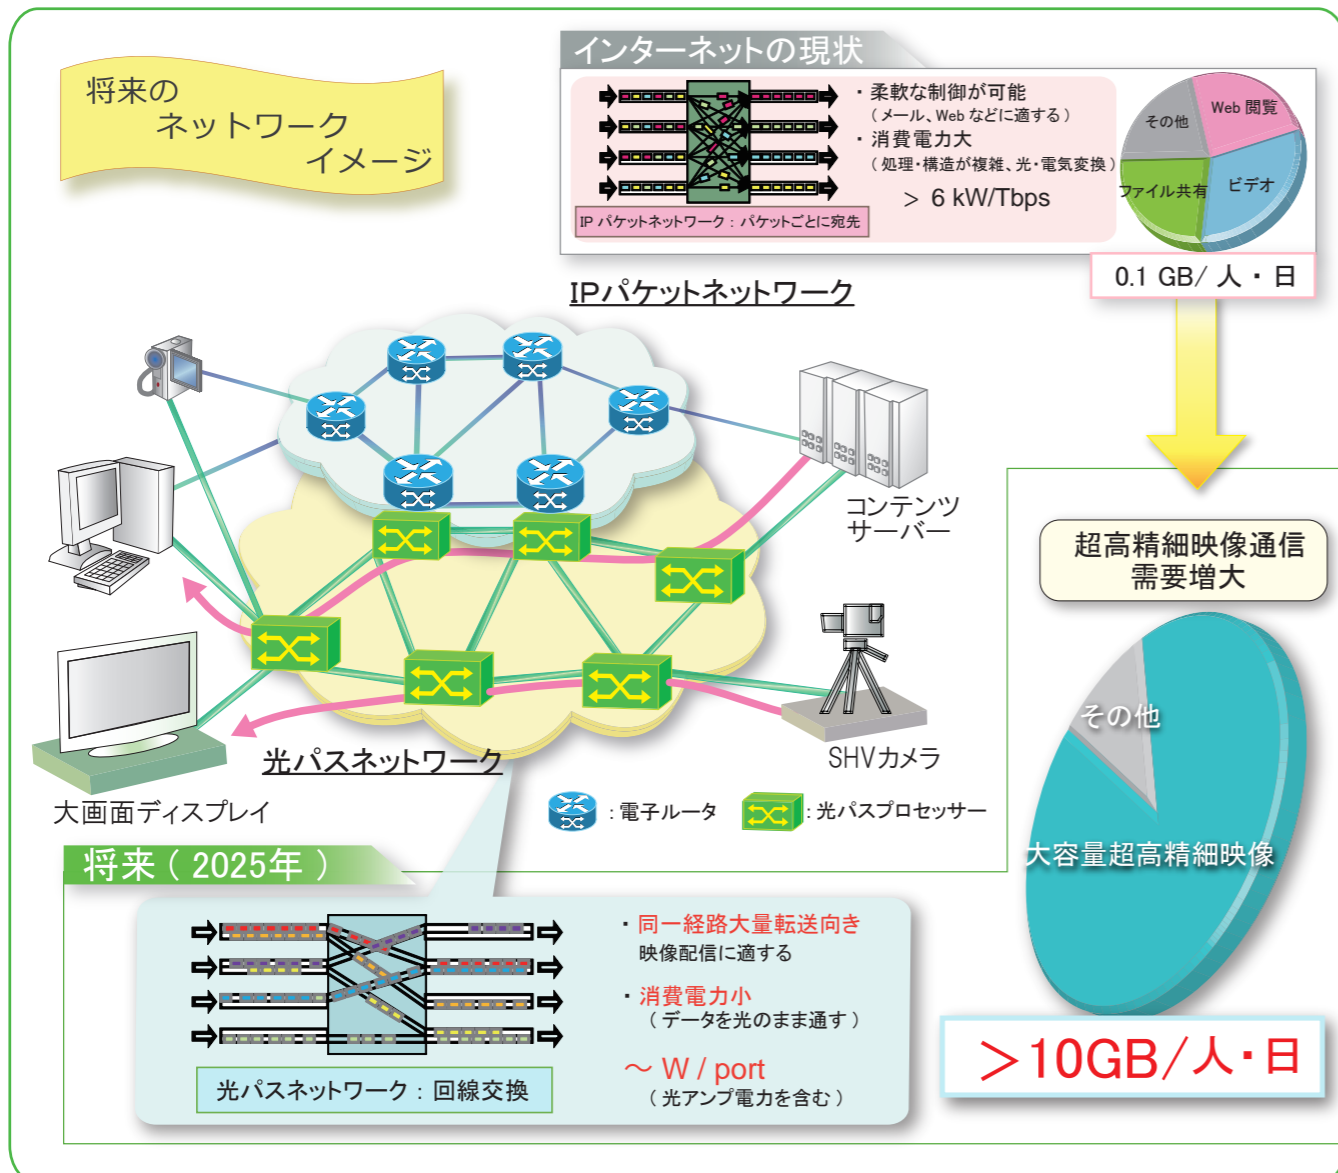 将来の
ネットワーク
イメージ
インターネットの現状
・ 柔軟な制御が可能
（ メール、Web などに適する ）
・ 消費電力大
（ 処理・構造が複雑、光・電気変換 ）
> 6 kW/Tbps
IP パケットネットワーク : パケットごとに宛先
その他
Web 閲覧
ファイル共有
ビデオ
0.1 GB/ 人 ・ 日
IPパケットネットワーク
コンテンツ
サーバー
超高精細映像通信
需要増大
SHVカメラ
光パスネットワーク
大画面ディスプレイ
: 電子ルータ
: 光パスプロセッサー
その他
大容量超高精細映像
>10GB/人・日
将来 ( 2025年 )
・ 同一経路大量転送向き
映像配信に適する
・ 消費電力小
（ データを光のまま通す ）
～ W / port
（ 光アンプ電力を含む ）
光パスネットワーク : 回線交換